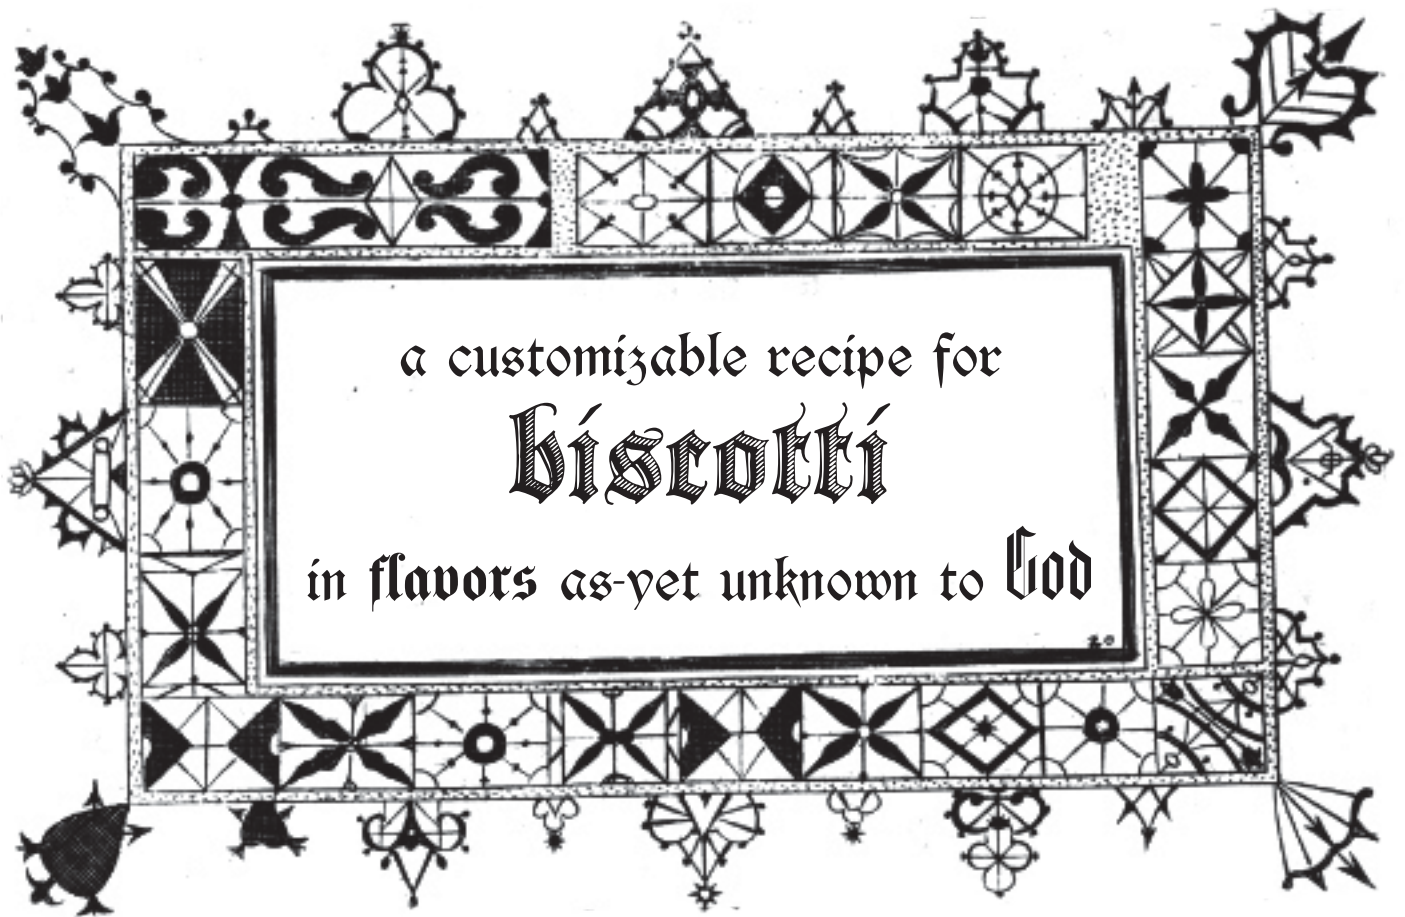 a customizable recipe for
biscotti
in flavors as-yet unknown to God